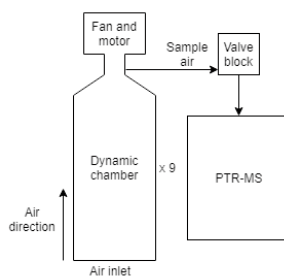 Fan and
motor
Sample
air
Valve
block
Dynamic
chamber
x 9
PTR-MS
Air
direction
Air inlet